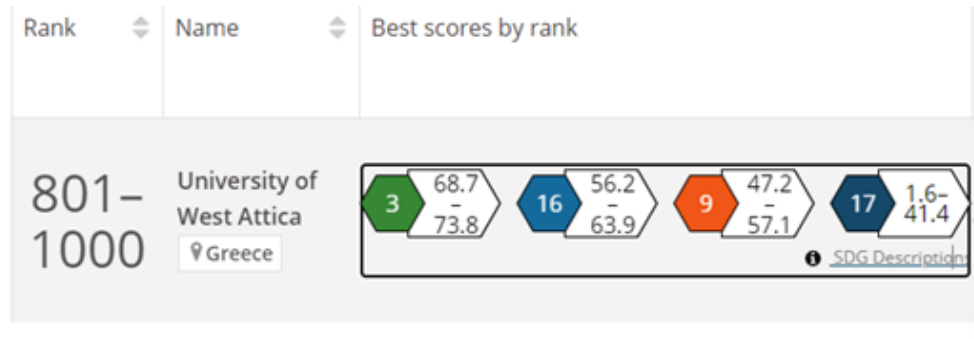 Rank Name Best scores by rank
801–
1000
University of
West Attica
Greece
3 68.7
–
73.8
16 56.2
–
63.9
9 47.2
–
57.1
17 1.6–
41.4
SDG Descriptions